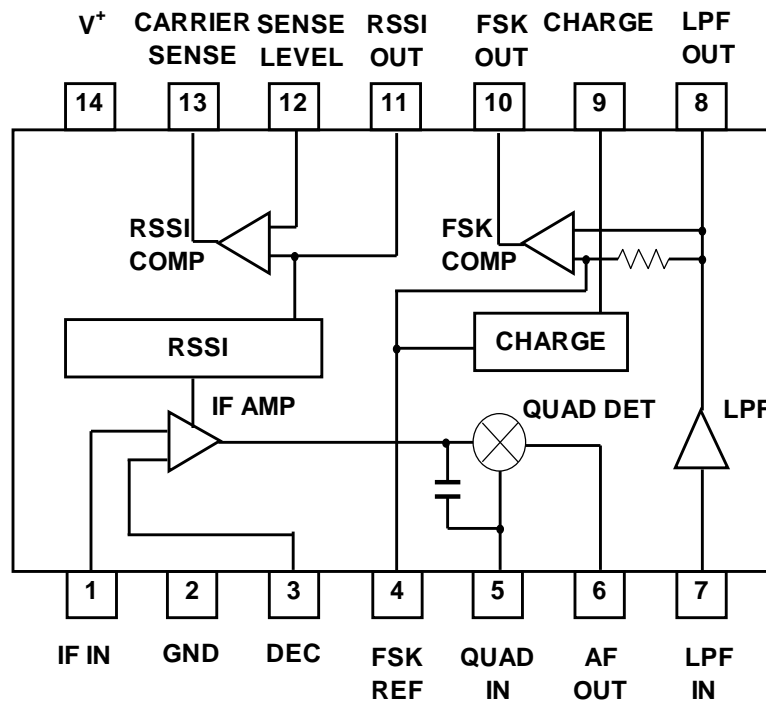 V+ CARRIER SENSE RSSI FSK CHARGE LPF
SENSE LEVEL OUT OUT OUT
14 13 12 11 10 9 8
RSSI COMP
FSK COMP
RSSI
CHARGE
IF AMP
QUAD DET
LPF
1 2 3 4 5 6 7
IF IN GND DEC FSK QUAD AF LPF
REF IN OUT IN